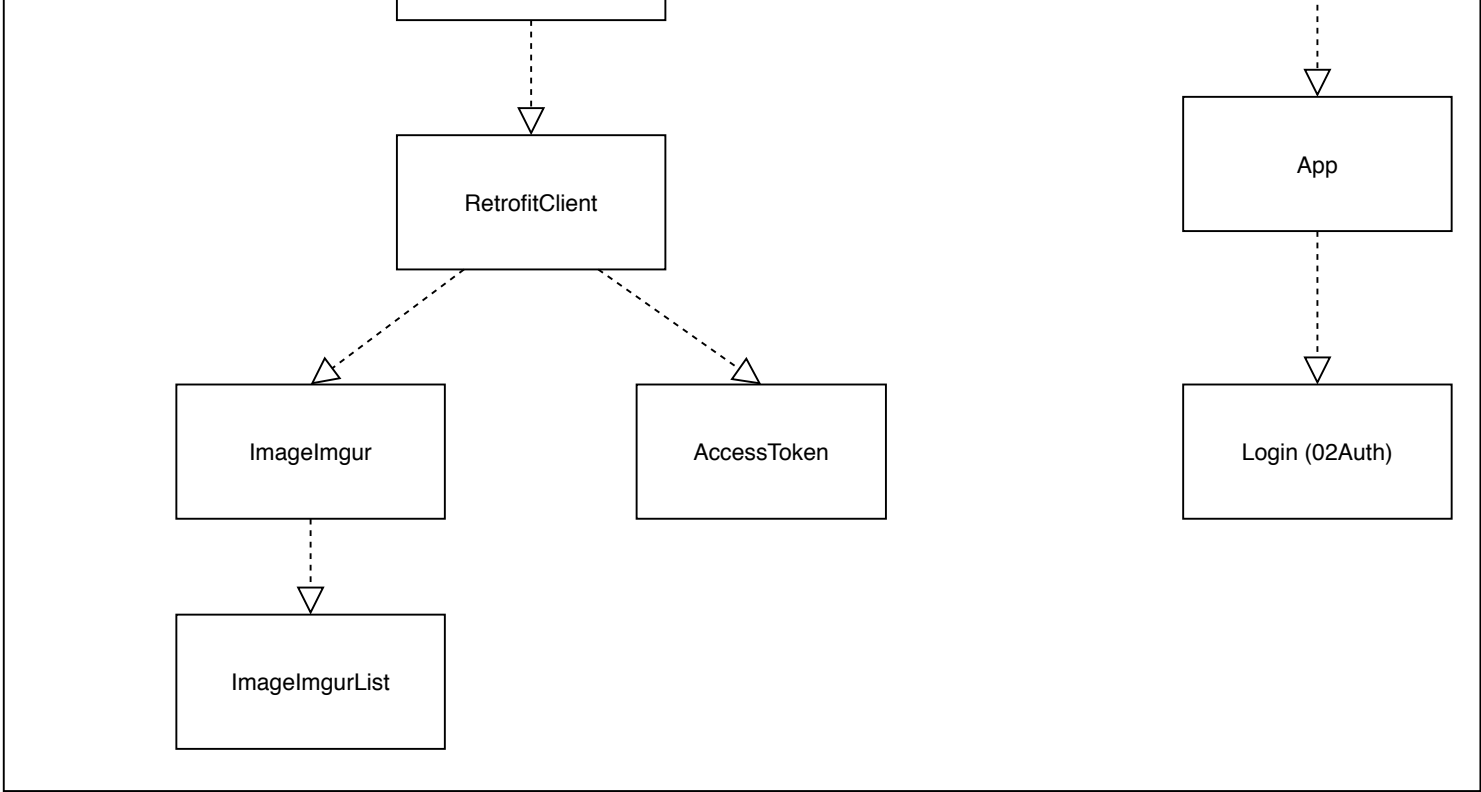 App
RetrofitClient
ImageImgur
AccessToken
Login (02Auth)
ImageImgurList